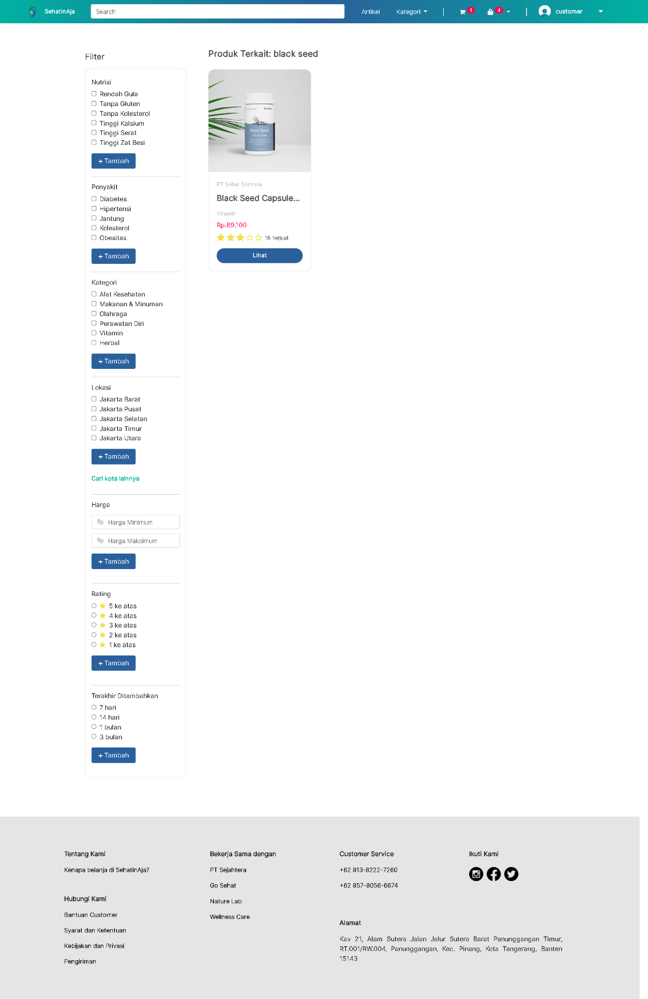 SehatinAja
Search
Artikel
Kategori
1
4
customer
Filter
Nutrisi
Rendah Gula
Tanpa Gluten
Tanpa Kolesterol
Tinggi Kalsium
Tinggi Serat
Tinggi Zat Besi
+ Tambah
Penyakit
Diabetes
Hipertensi
Jantung
Kolesterol
Obesitas
+ Tambah
Kategori
Alat Kesehatan
Makanan & Minuman
Olahraga
Perawatan Diri
Vitamin
Herbal
+ Tambah
Lokasi
Jakarta Barat
Jakarta Pusat
Jakarta Selatan
Jakarta Timur
Jakarta Utara
+ Tambah
Cari kota lainnya
Harga
Rp Harga Minimum
Rp Harga Maksimum
+ Tambah
Rating
5 ke atas
4 ke atas
3 ke atas
2 ke atas
1 ke atas
+ Tambah
Terakhir Ditambahkan
7 hari
14 hari
1 bulan
3 bulan
+ Tambah
Produk Terkait: black seed
Black Seed
PT Sehat Sentosa
Black Seed Capsule...
Vitamin
Rp.89,100
18 terjual
Lihat
Tentang Kami
Kenapa belanja di SehatinAja?
Hubungi Kami
Bantuan Customer
Syarat dan Ketentuan
Kebijakan dan Privasi
Pengiriman
Bekerja Sama dengan
PT Sejahtera
Go Sehat
Nature Lab
Wellness Care
Customer Service
+62 813-8222-7260
+62 857-8056-6674
Alamat
Kav 21, Alam Sutera Jalan Jalur Sutera Barat Panunggangan Timur,
RT.001/RW.004, Panunggangan, Kec. Pinang, Kota Tangerang, Banten
15143
Ikuti Kami